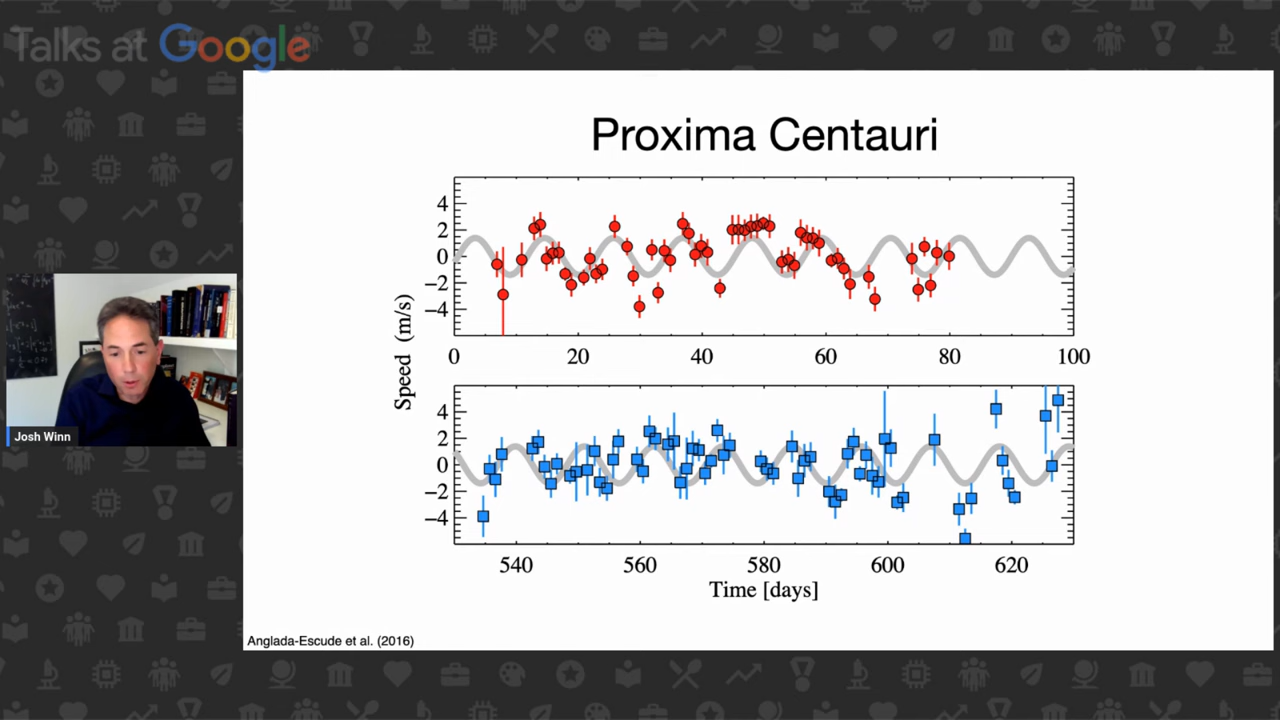 Talks at Google
Proxima Centauri
Speed (m/s)
4
2
0
−2
−4
0 20 40 60 80 100
4
2
0
−2
−4
540 560 580 600 620
Time [days]
Josh Winn
Anglada-Escude et al. (2016)